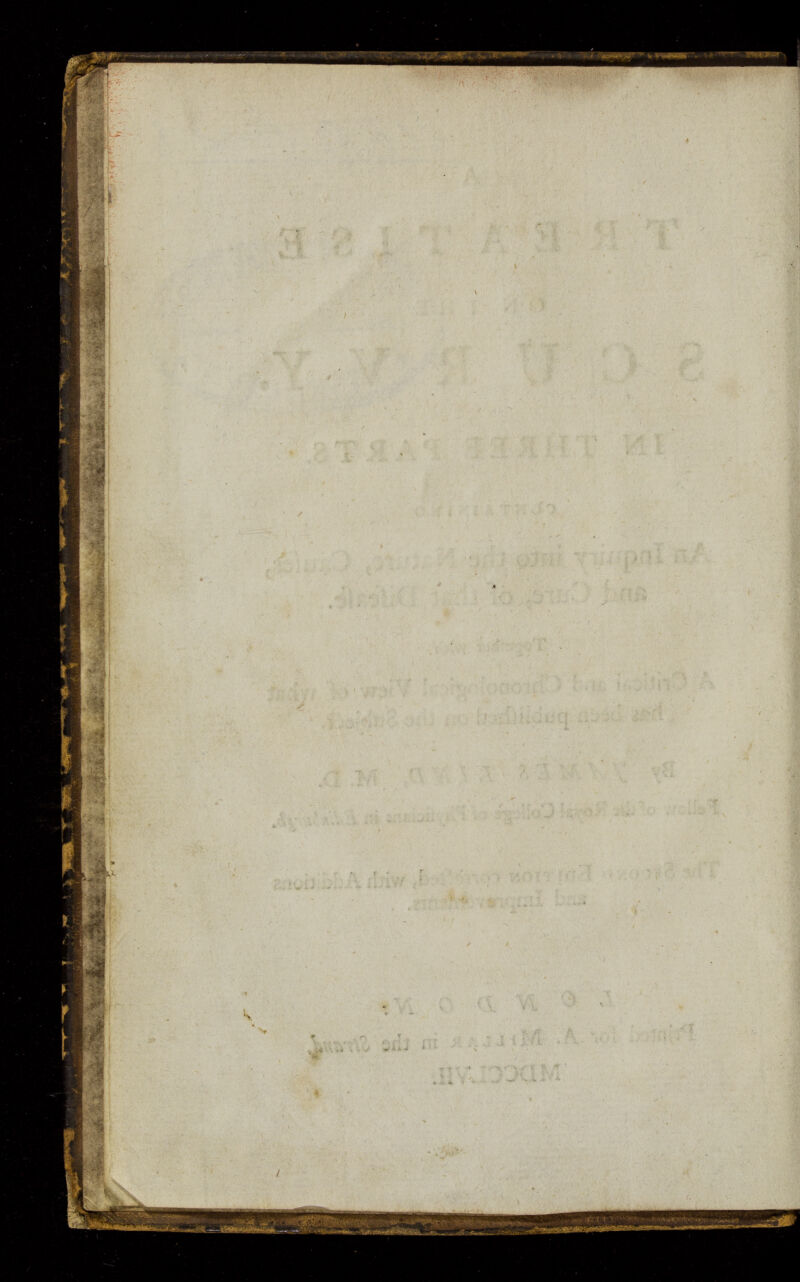 A
TREATISE
ON THE
SCURVY.
IN THREE PARTS.
CONTAINING
An Inquiry into the Nature, Cauſes,
and Cure, of that Diſeaſe.
Together with
A Critical and Chronological View of what
has been publiſhed on the Subject.
By JAMES LIND, M.D.
Fellow of the Royal College of Phyſicians in Edinburgh.
The SECOND EDITION corrected, with Additions
and Improvements.
LONDON:
Printed for A. MILLAR in the Strand.
MDCCLVII.